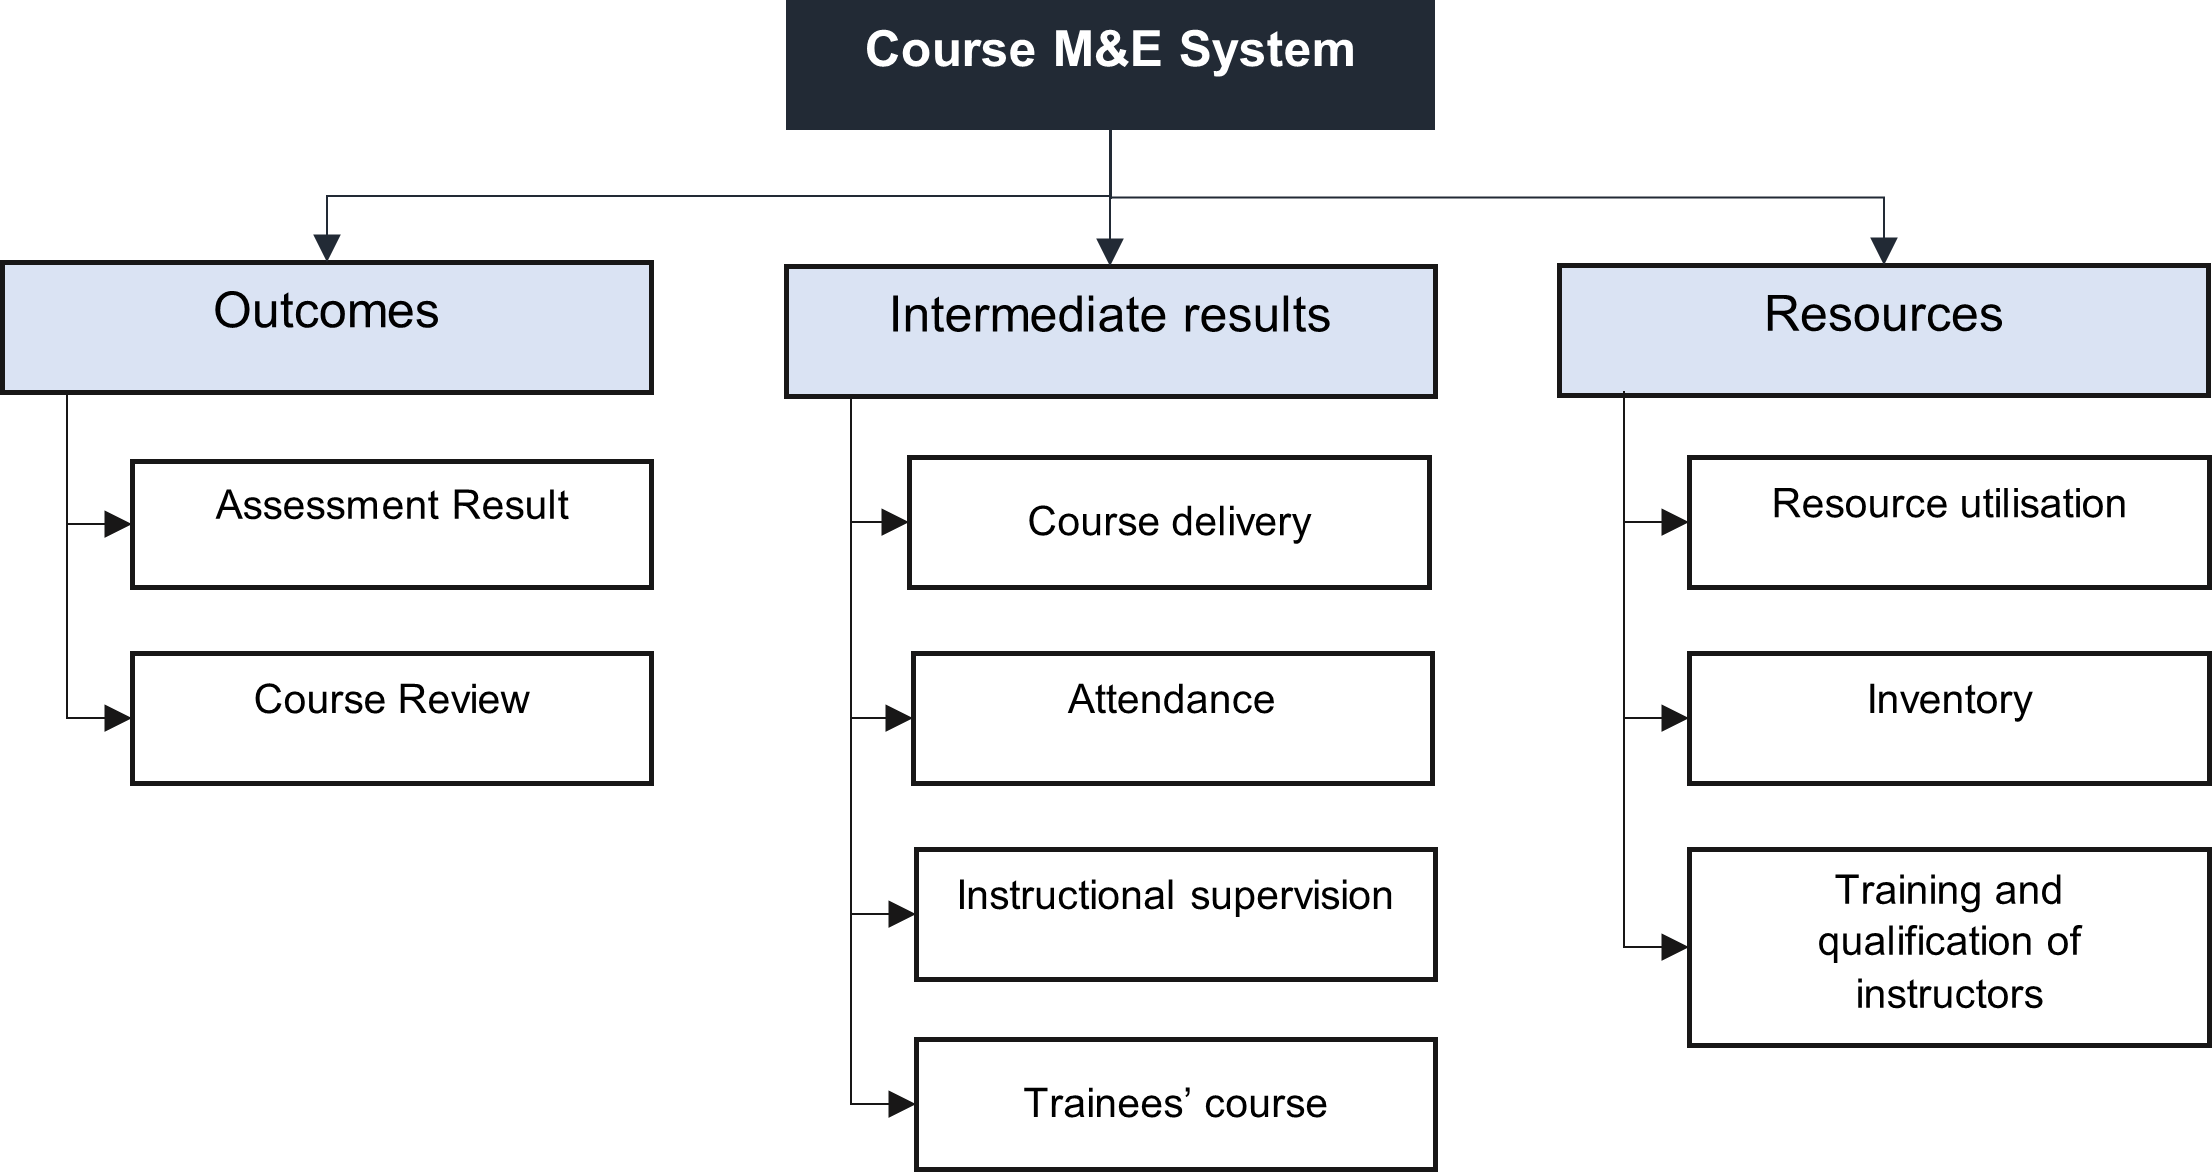 Course M&E System
Outcomes
Assessment Result
Course Review
Intermediate results
Course delivery
Attendance
Instructional supervision
Trainees’ course
Resources
Resource utilisation
Inventory
Training and
qualification of
instructors